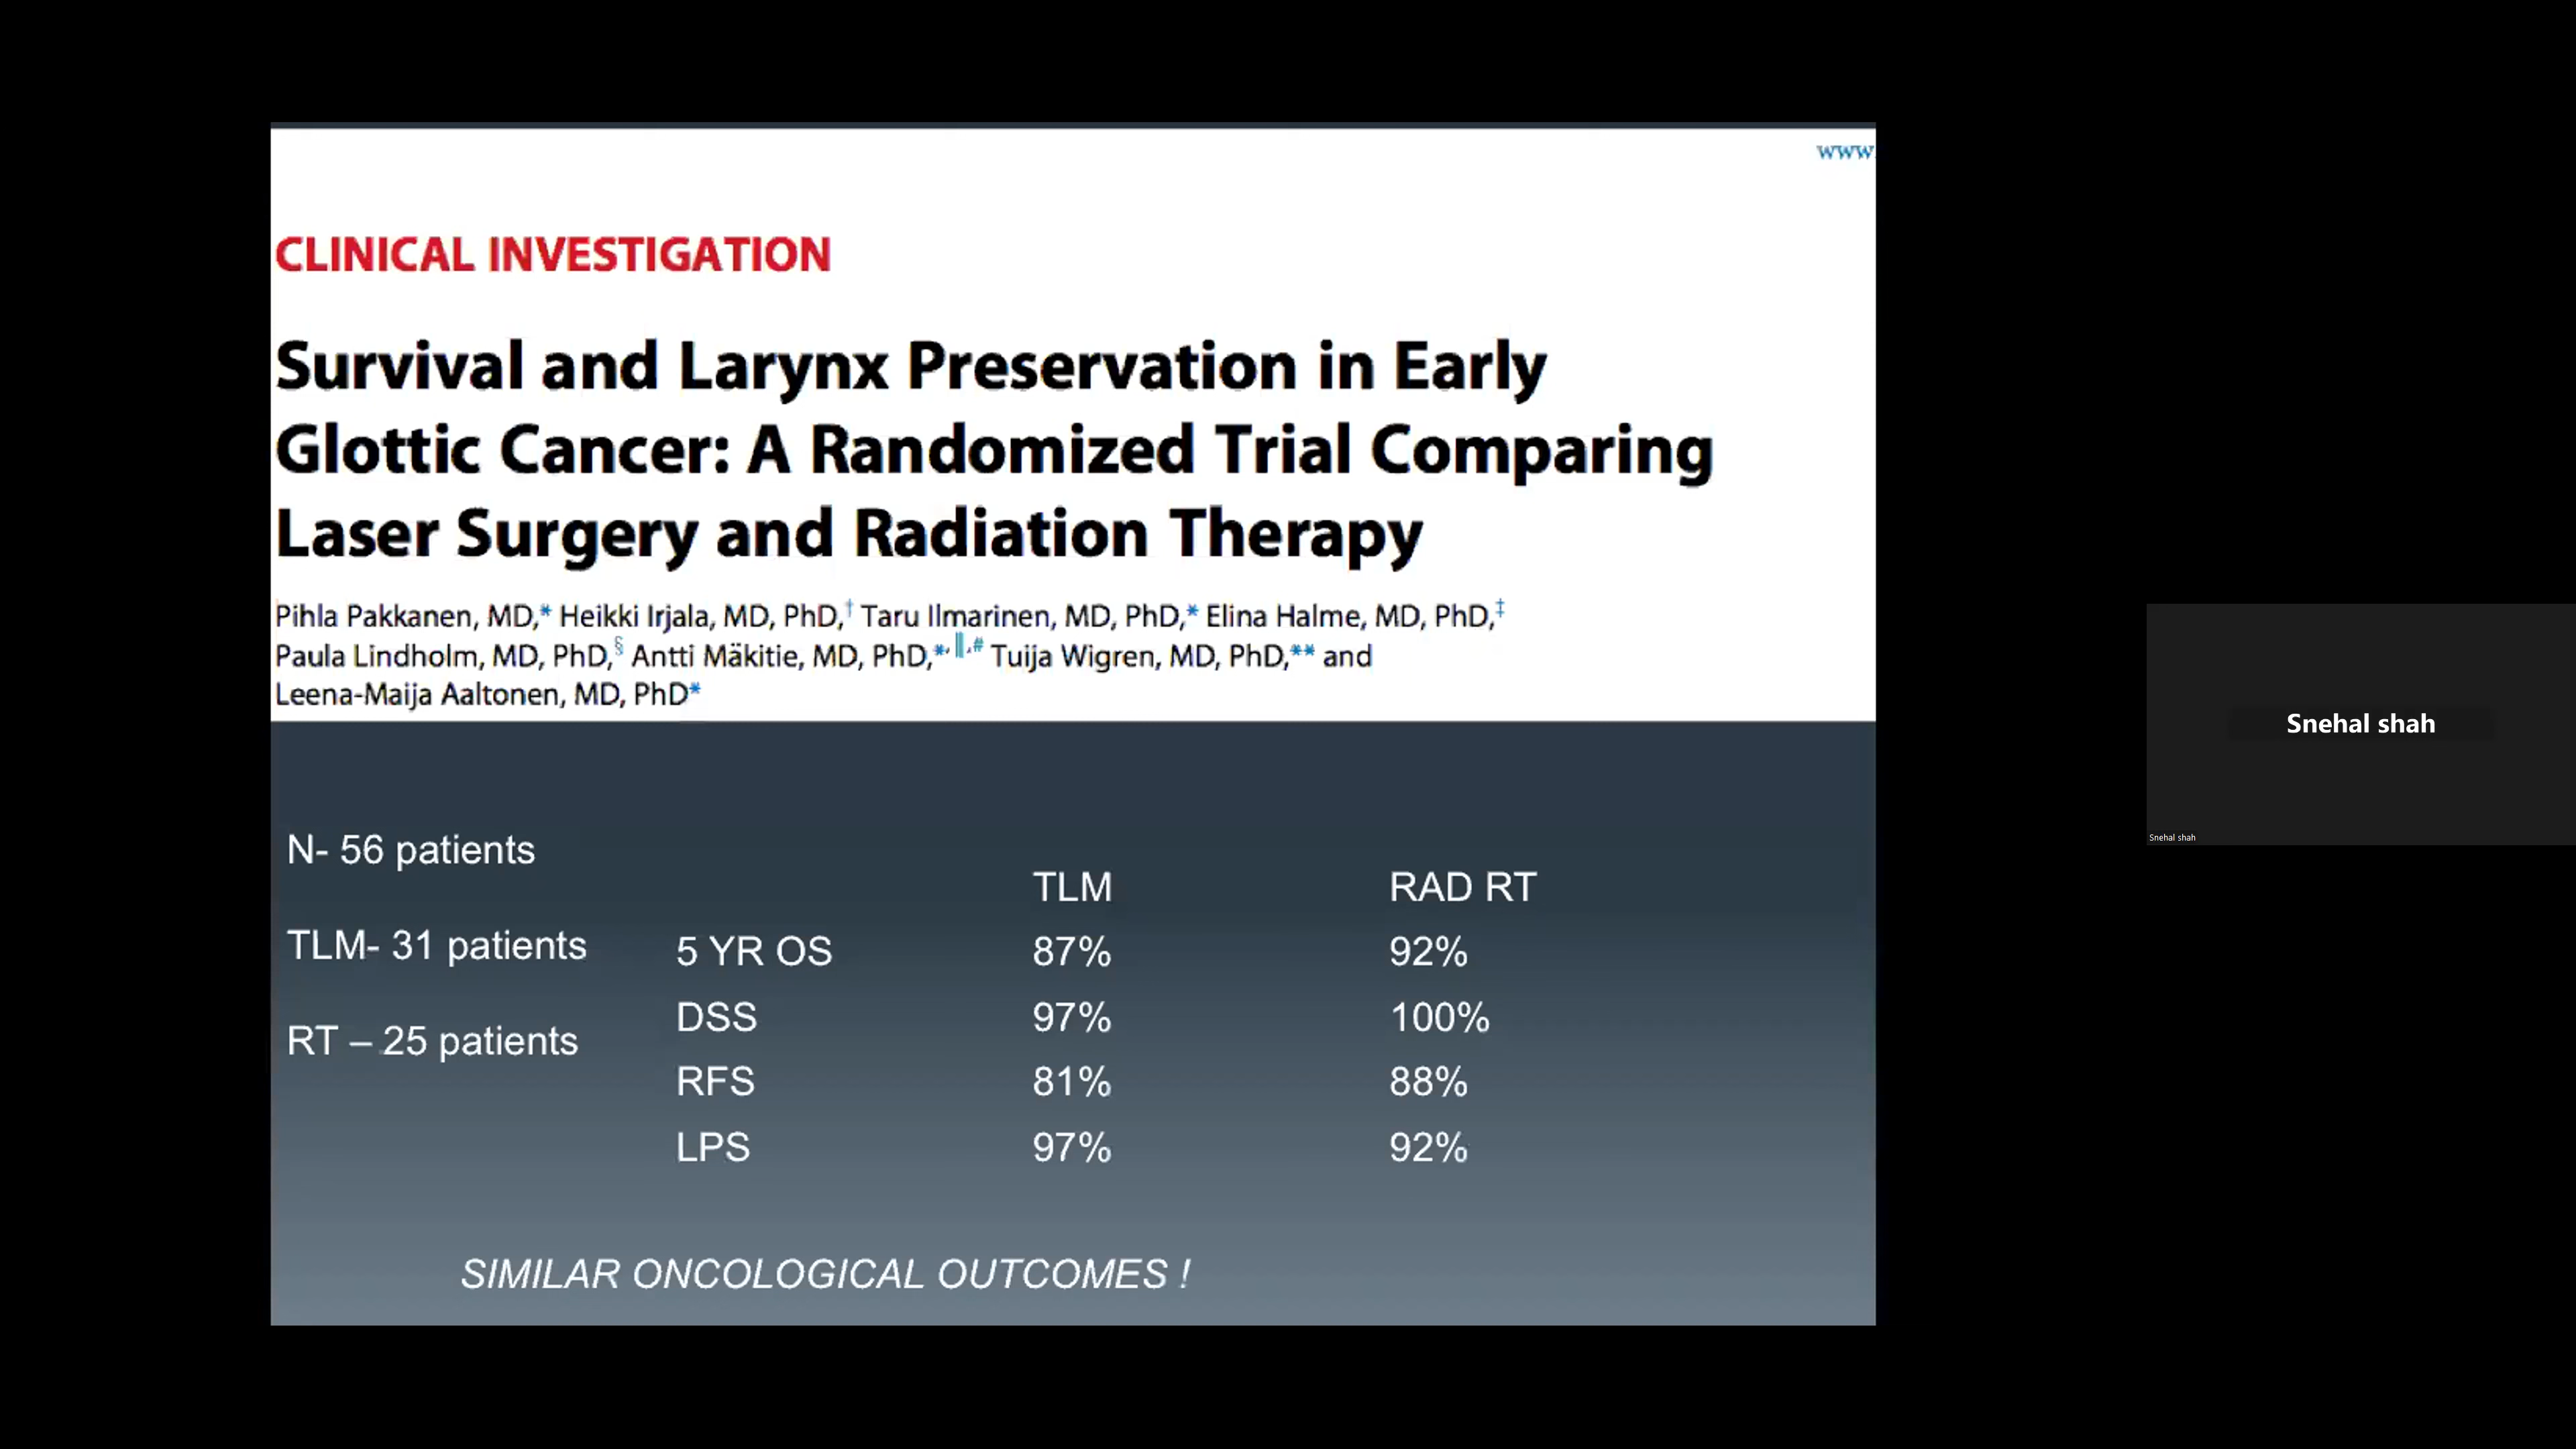 www.
CLINICAL INVESTIGATION
Survival and Larynx Preservation in Early
Glottic Cancer: A Randomized Trial Comparing
Laser Surgery and Radiation Therapy
Pihla Pakkanen, MD,* Heikki Irjala, MD, PhD,† Taru Ilmarinen, MD, PhD,* Elina Halme, MD, PhD,‡
Paula Lindholm, MD, PhD,§ Antti Mäkitie, MD, PhD,*,‖,# Tuija Wigren, MD, PhD,** and
Leena-Maija Aaltonen, MD, PhD*
N- 56 patients
TLM- 31 patients
RT – 25 patients
TLM RAD RT
5 YR OS 87% 92%
DSS 97% 100%
RFS 81% 88%
LPS 97% 92%
SIMILAR ONCOLOGICAL OUTCOMES !
Snehal shah
Snehal shah